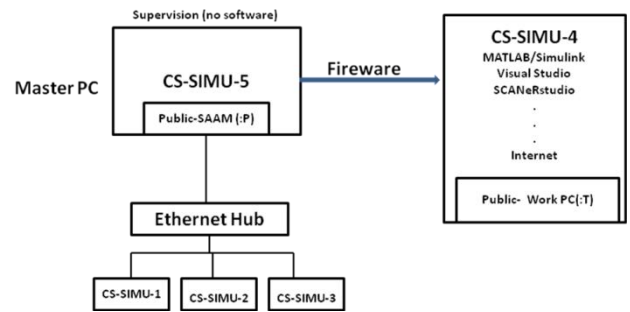 Supervision (no software)
Master PC
CS-SIMU-5
Public-SAAM (:P)
Fireware
CS-SIMU-4
MATLAB/Simulink
Visual Studio
SCANeRstudio
.
.
.
Internet
Public- Work PC(:T)
Ethernet Hub
CS-SIMU-1
CS-SIMU-2
CS-SIMU-3